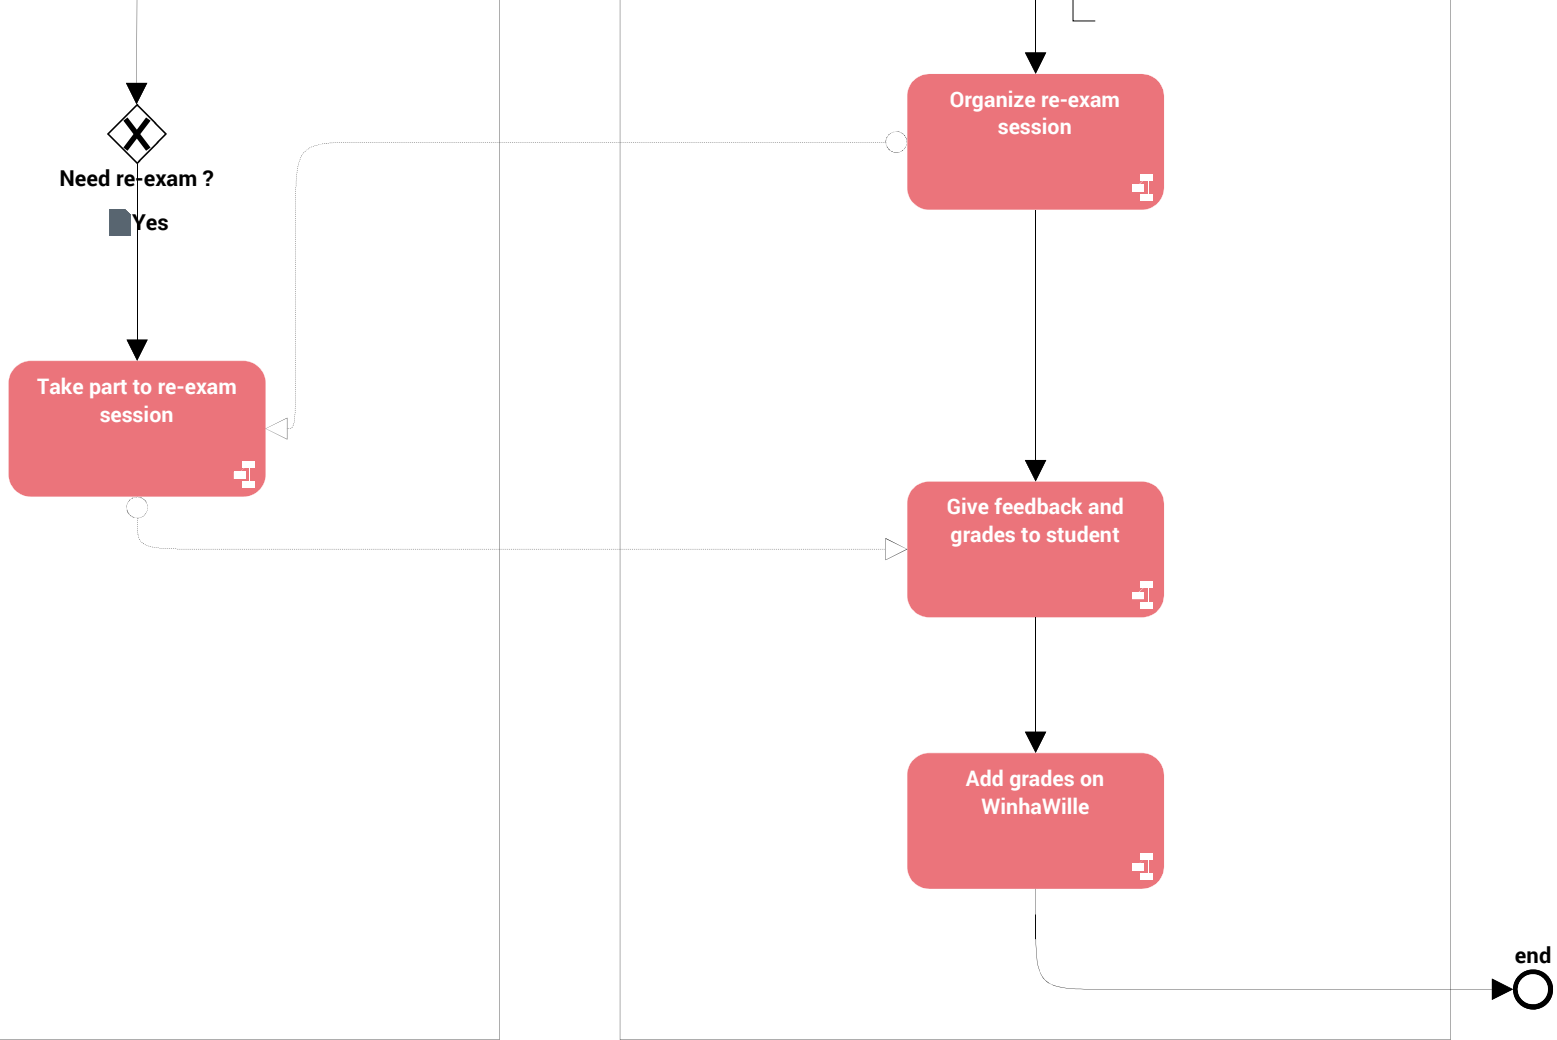 Organize re-exam
session
Need re-exam ?
Yes
Take part to re-exam
session
Give feedback and
grades to student
Add grades on
WinhaWille
end